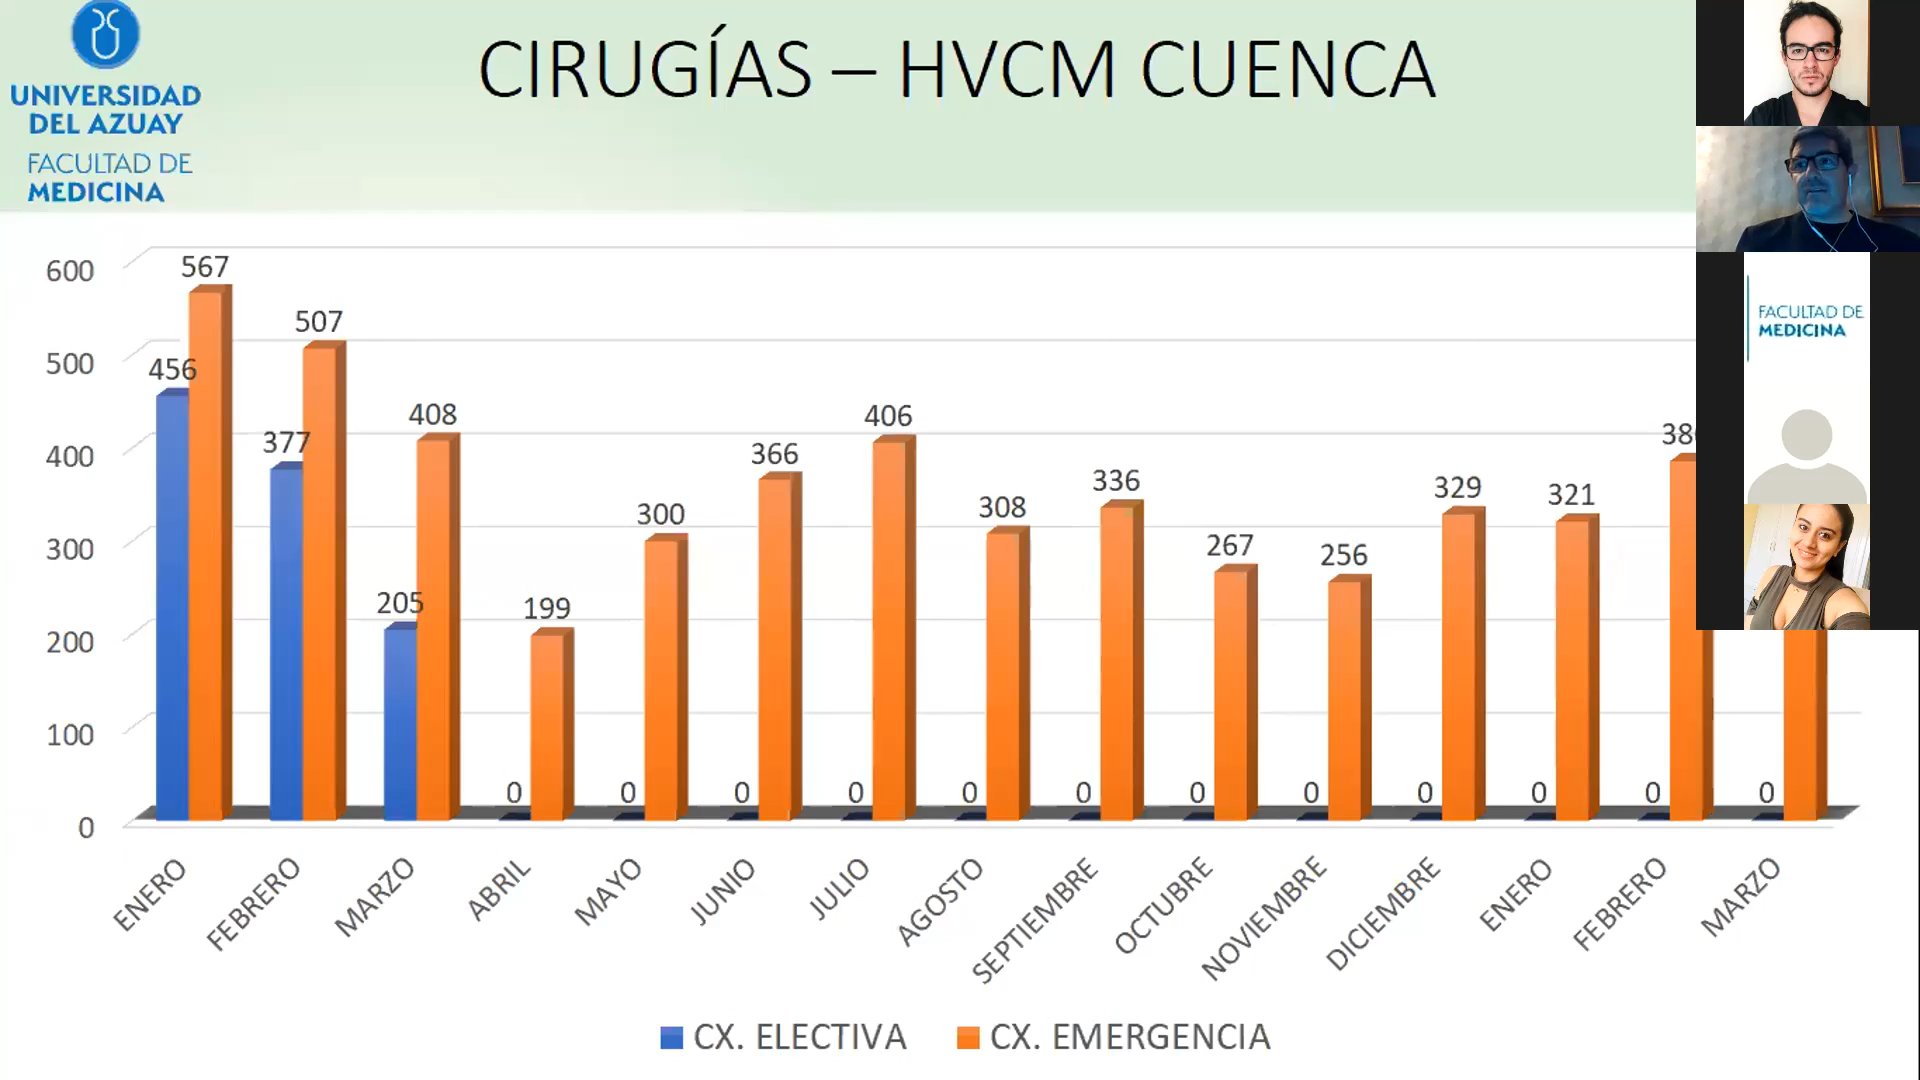 UNIVERSIDAD
DEL AZUAY
FACULTAD DE
MEDICINA
CIRUGÍAS – HVCM CUENCA
FACULTAD DE
MEDICINA
600
500
400
300
200
100
0
456
567
377
507
205
408
0
199
0
300
0
366
0
406
0
308
0
336
0
267
0
256
0
329
0
321
0
0
ENERO
FEBRERO
MARZO
ABRIL
MAYO
JUNIO
JULIO
AGOSTO
SEPTIEMBRE
OCTUBRE
NOVIEMBRE
DICIEMBRE
ENERO
FEBRERO
MARZO
CX. ELECTIVA
CX. EMERGENCIA